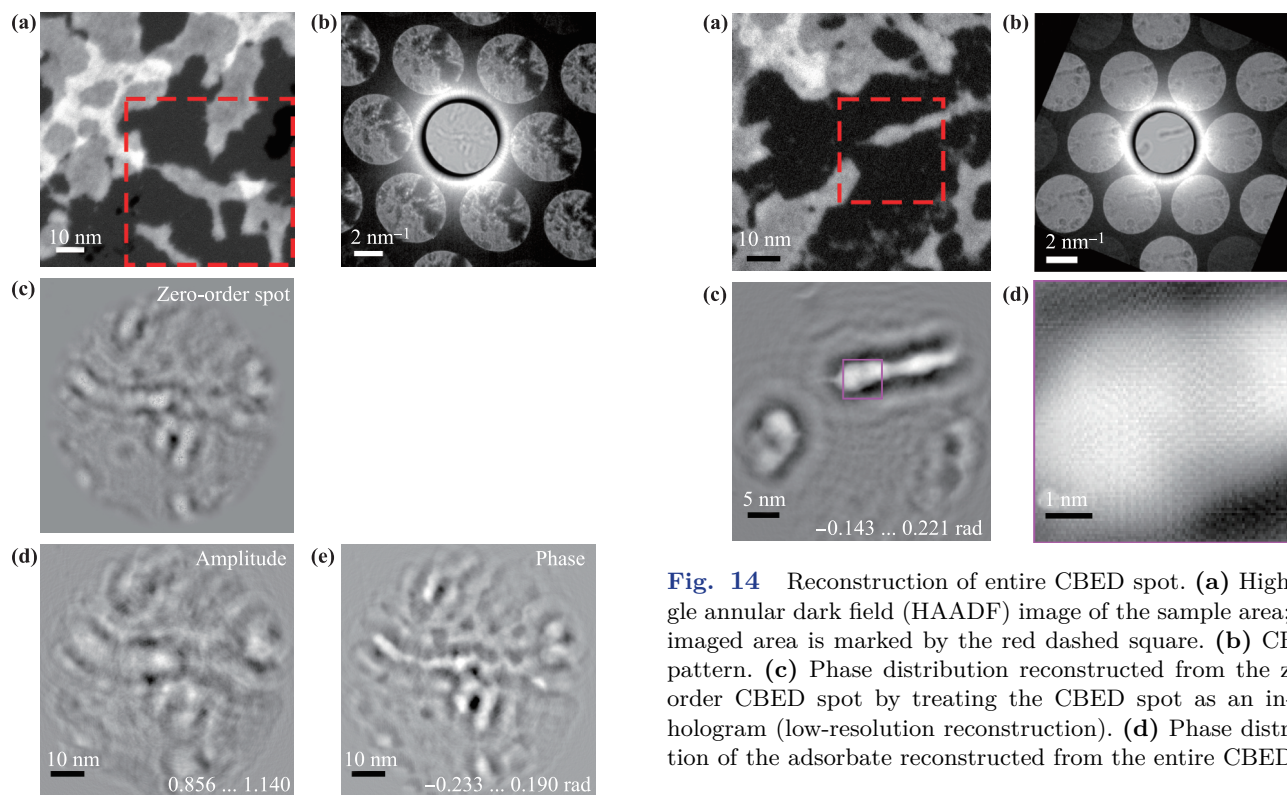 (a)
10 nm
(b)
2 nm⁻¹
(c)
Zero-order spot
(d)
Amplitude
10 nm
0.856 ... 1.140
(e)
Phase
10 nm
−0.233 ... 0.190 rad
(a)
10 nm
(b)
2 nm⁻¹
(c)
5 nm
−0.143 ... 0.221 rad
(d)
1 nm
Fig. 14 Reconstruction of entire CBED spot. (a) High
gle annular dark field (HAADF) image of the sample area;
imaged area is marked by the red dashed square. (b) CB
pattern. (c) Phase distribution reconstructed from the z
order CBED spot by treating the CBED spot as an in-
hologram (low-resolution reconstruction). (d) Phase distr
tion of the adsorbate reconstructed from the entire CBED